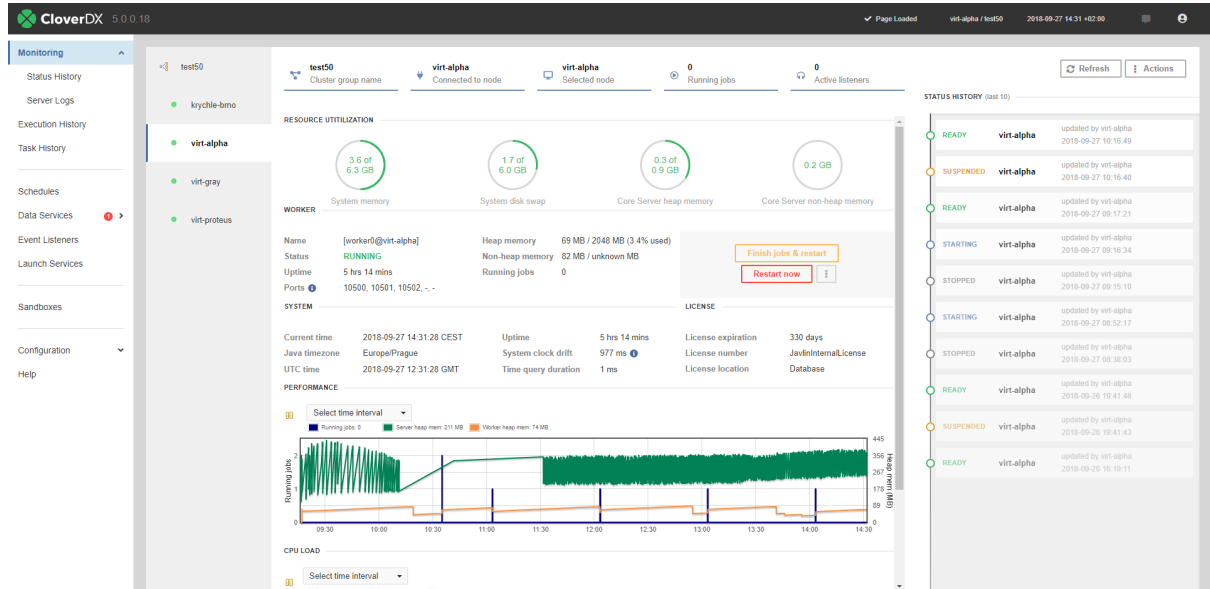 CloverDX 5.0.0.18
Page Loaded
virt-alpha / test50
2018-09-27 14:31 +02:00
Monitoring
Status History
Server Logs
Execution History
Task History
Schedules
Data Services 1
Event Listeners
Launch Services
Sandboxes
Configuration
Help
test50
krychle-brno
virt-alpha
virt-gray
virt-proteus
test50
Cluster group name
virt-alpha
Connected to node
virt-alpha
Selected node
0
Running jobs
0
Active listeners
Refresh
Actions
RESOURCE UTITILIZATION
3.6 of
6.3 GB
System memory
1.7 of
6.0 GB
System disk swap
0.3 of
0.9 GB
Core Server heap memory
0.2 GB
Core Server non-heap memory
WORKER
Name [worker0@virt-alpha]
Status RUNNING
Uptime 5 hrs 14 mins
Ports 10500, 10501, 10502, -, -
Heap memory 69 MB / 2048 MB (3.4% used)
Non-heap memory 82 MB / unknown MB
Running jobs 0
Finish jobs & restart
Restart now
SYSTEM
Current time 2018-09-27 14:31:28 CEST
Java timezone Europe/Prague
UTC time 2018-09-27 12:31:28 GMT
Uptime 5 hrs 14 mins
System clock drift 977 ms
Time query duration 1 ms
LICENSE
License expiration 330 days
License number JavlinInternalLicense
License location Database
PERFORMANCE
Select time interval
Running jobs: 0
Server heap mem: 211 MB
Worker heap mem: 74 MB
Running jobs
2
1
0
445
356
267
178
89
0
Heap mem (MB)
09:30 10:00 10:30 11:00 11:30 12:00 12:30 13:00 13:30 14:00 14:30
CPU LOAD
Select time interval
STATUS HISTORY (last 10)
READY virt-alpha updated by virt-alpha
2018-09-27 10:16:49
SUSPENDED virt-alpha updated by virt-alpha
2018-09-27 10:16:40
READY virt-alpha updated by virt-alpha
2018-09-27 09:17:21
STARTING virt-alpha updated by virt-alpha
2018-09-27 09:16:34
STOPPED virt-alpha updated by virt-alpha
2018-09-27 09:15:10
STARTING virt-alpha updated by virt-alpha
2018-09-27 08:52:17
STOPPED virt-alpha updated by virt-alpha
2018-09-27 08:38:03
READY virt-alpha updated by virt-alpha
2018-09-26 19:41:48
SUSPENDED virt-alpha updated by virt-alpha
2018-09-26 19:41:43
READY virt-alpha updated by virt-alpha
2018-09-26 16:19:11